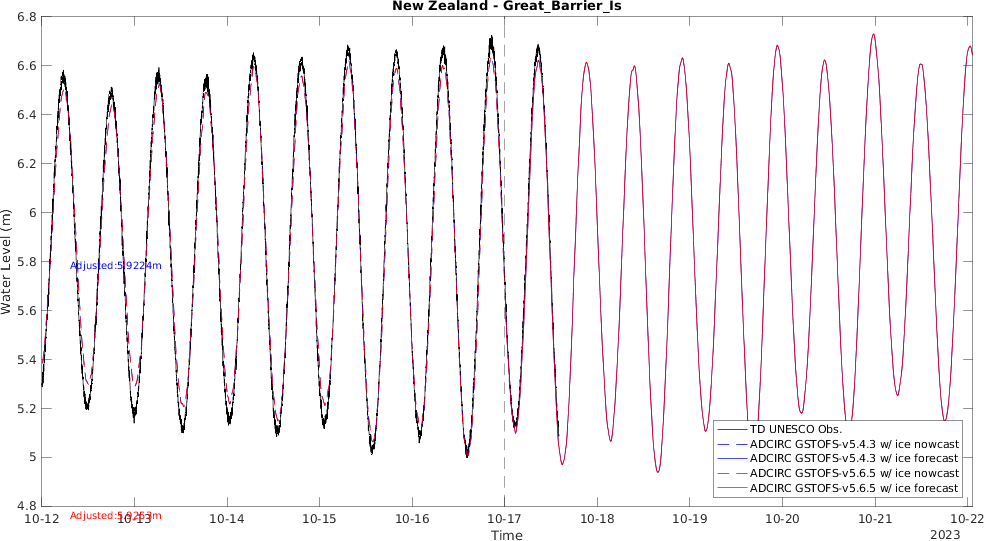 New Zealand - Great_Barrier_Is
6.8
6.6
6.4
6.2
6
5.8
5.6
5.4
5.2
5
4.8
Water Level (m)
Adjusted:5.9224m
Adjusted:5.9253m
TD UNESCO Obs.
ADCIRC GSTOFS-v5.4.3 w/ ice nowcast
ADCIRC GSTOFS-v5.4.3 w/ ice forecast
ADCIRC GSTOFS-v5.6.5 w/ ice nowcast
ADCIRC GSTOFS-v5.6.5 w/ ice forecast
10-12 10-13 10-14 10-15 10-16 10-17 10-18 10-19 10-20 10-21 10-22
Time
2023